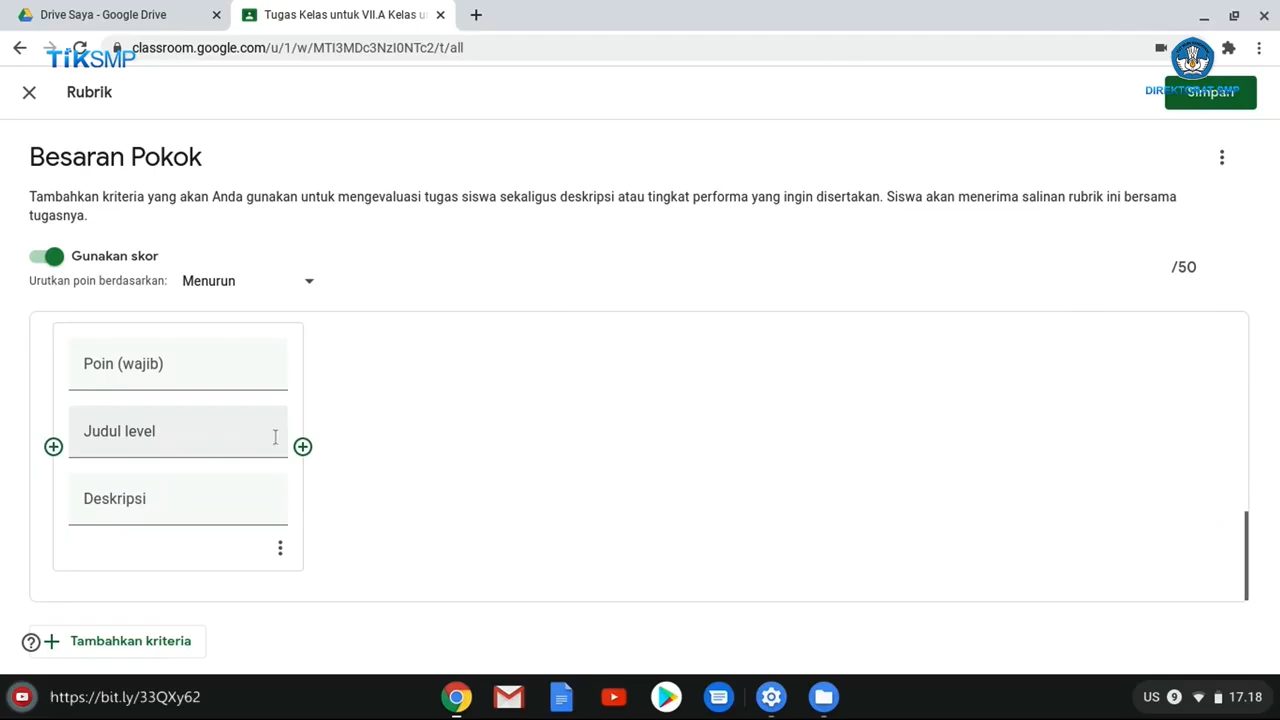 Drive Saya - Google Drive
Tugas Kelas untuk VII.A Kelas u
classroom.google.com/u/1/w/MTI3MDc3NzI0NTc2/t/all
TikSMP
Rubrik
DIREKTORAT SMP
Simpan
Besaran Pokok
Tambahkan kriteria yang akan Anda gunakan untuk mengevaluasi tugas siswa sekaligus deskripsi atau tingkat performa yang ingin disertakan. Siswa akan menerima salinan rubrik ini bersama
tugasnya.
Gunakan skor
Urutkan poin berdasarkan: Menurun
/50
Poin (wajib)
Judul level
Deskripsi
Tambahkan kriteria
https://bit.ly/33QXy62
US 9 17.18